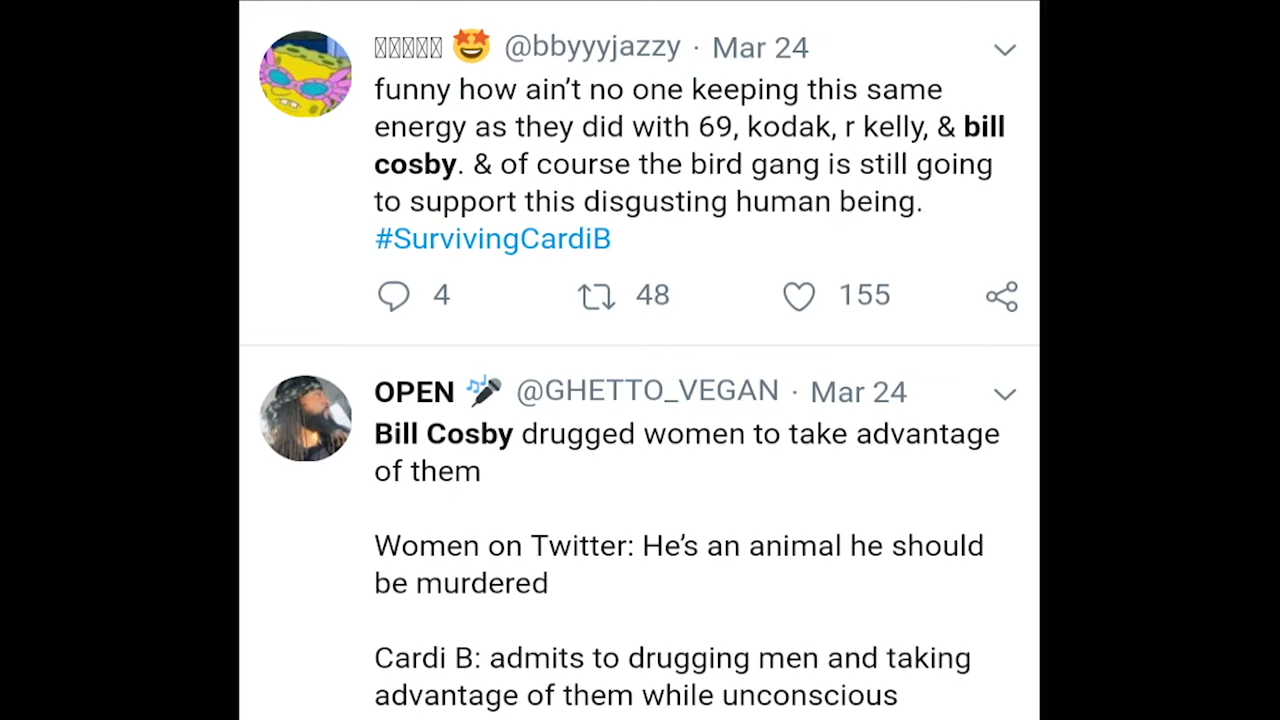 @bbyyyjazzy · Mar 24
funny how ain't no one keeping this same
energy as they did with 69, kodak, r kelly, & bill
cosby. & of course the bird gang is still going
to support this disgusting human being.
#SurvivingCardiB
4 48 155
OPEN @GHETTO_VEGAN · Mar 24
Bill Cosby drugged women to take advantage
of them
Women on Twitter: He's an animal he should
be murdered
Cardi B: admits to drugging men and taking
advantage of them while unconscious